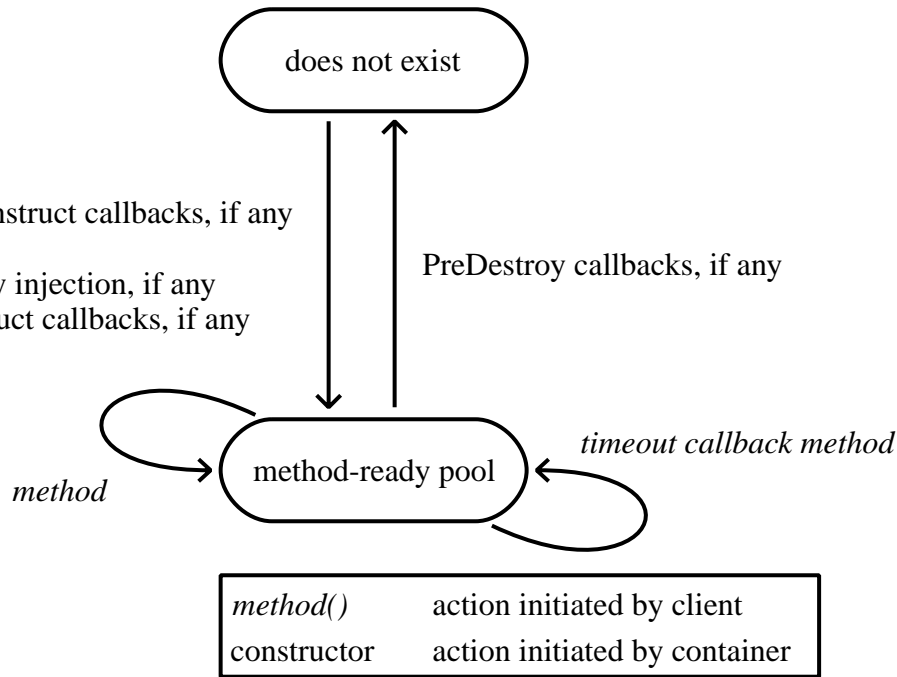 does not exist
nstruct callbacks, if any
PreDestroy callbacks, if any
y injection, if any
uct callbacks, if any
timeout callback method
method-ready pool
method
method() action initiated by client
constructor action initiated by container